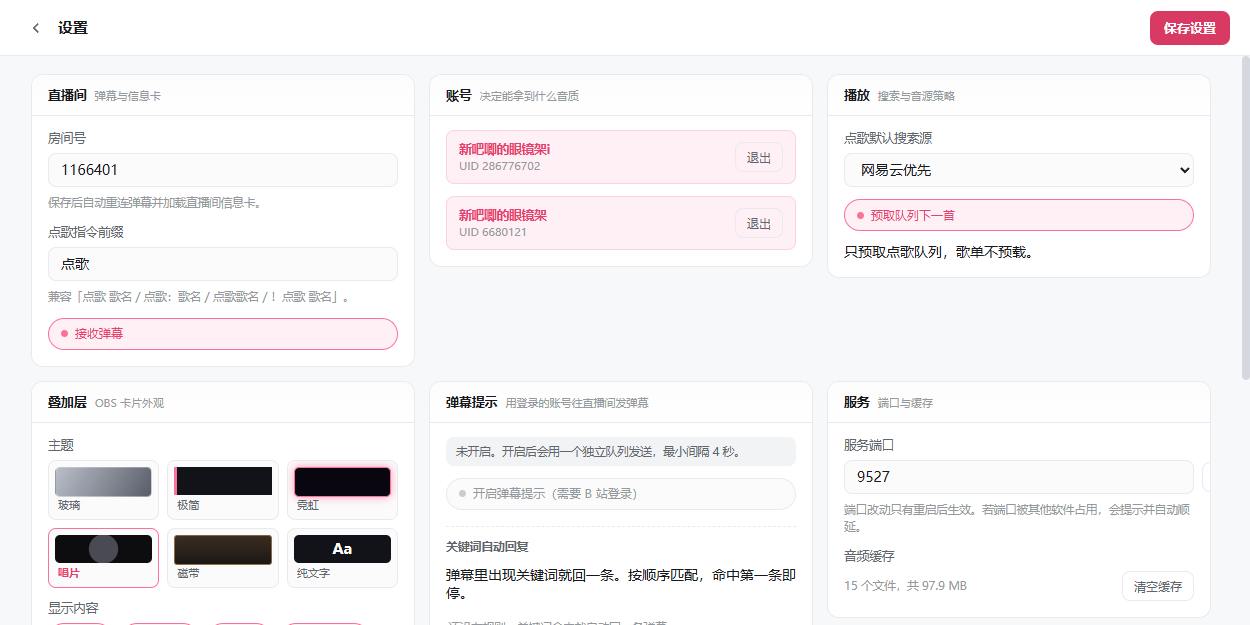 设置
保存设置
直播间 弹幕与信息卡
房间号
1166401
保存后自动重连弹幕并加载直播间信息卡。
点歌指令前缀
点歌
兼容「点歌 歌名 / 点歌：歌名 / 点歌歌名 / ！点歌 歌名」。
接收弹幕
账号 决定能拿到什么音质
新吧唧的眼镜架i
UID 286776702
退出
新吧唧的眼镜架
UID 6680121
退出
播放 搜索与音源策略
点歌默认搜索源
网易云优先
预取队列下一首
只预取点歌队列，歌单不预载。
叠加层 OBS 卡片外观
主题
玻璃
极简
霓虹
唱片
磁带
Aa
纯文字
显示内容
弹幕提示 用登录的账号往直播间发弹幕
未开启。开启后会用一个独立队列发送，最小间隔 4 秒。
开启弹幕提示（需要 B 站登录）
关键词自动回复
弹幕里出现关键词就回一条。按顺序匹配，命中第一条即
停。
服务 端口与缓存
服务端口
9527
端口改动只有重启后生效。若端口被其他软件占用，会提示并自动顺
延。
音频缓存
15 个文件，共 97.9 MB
清空缓存